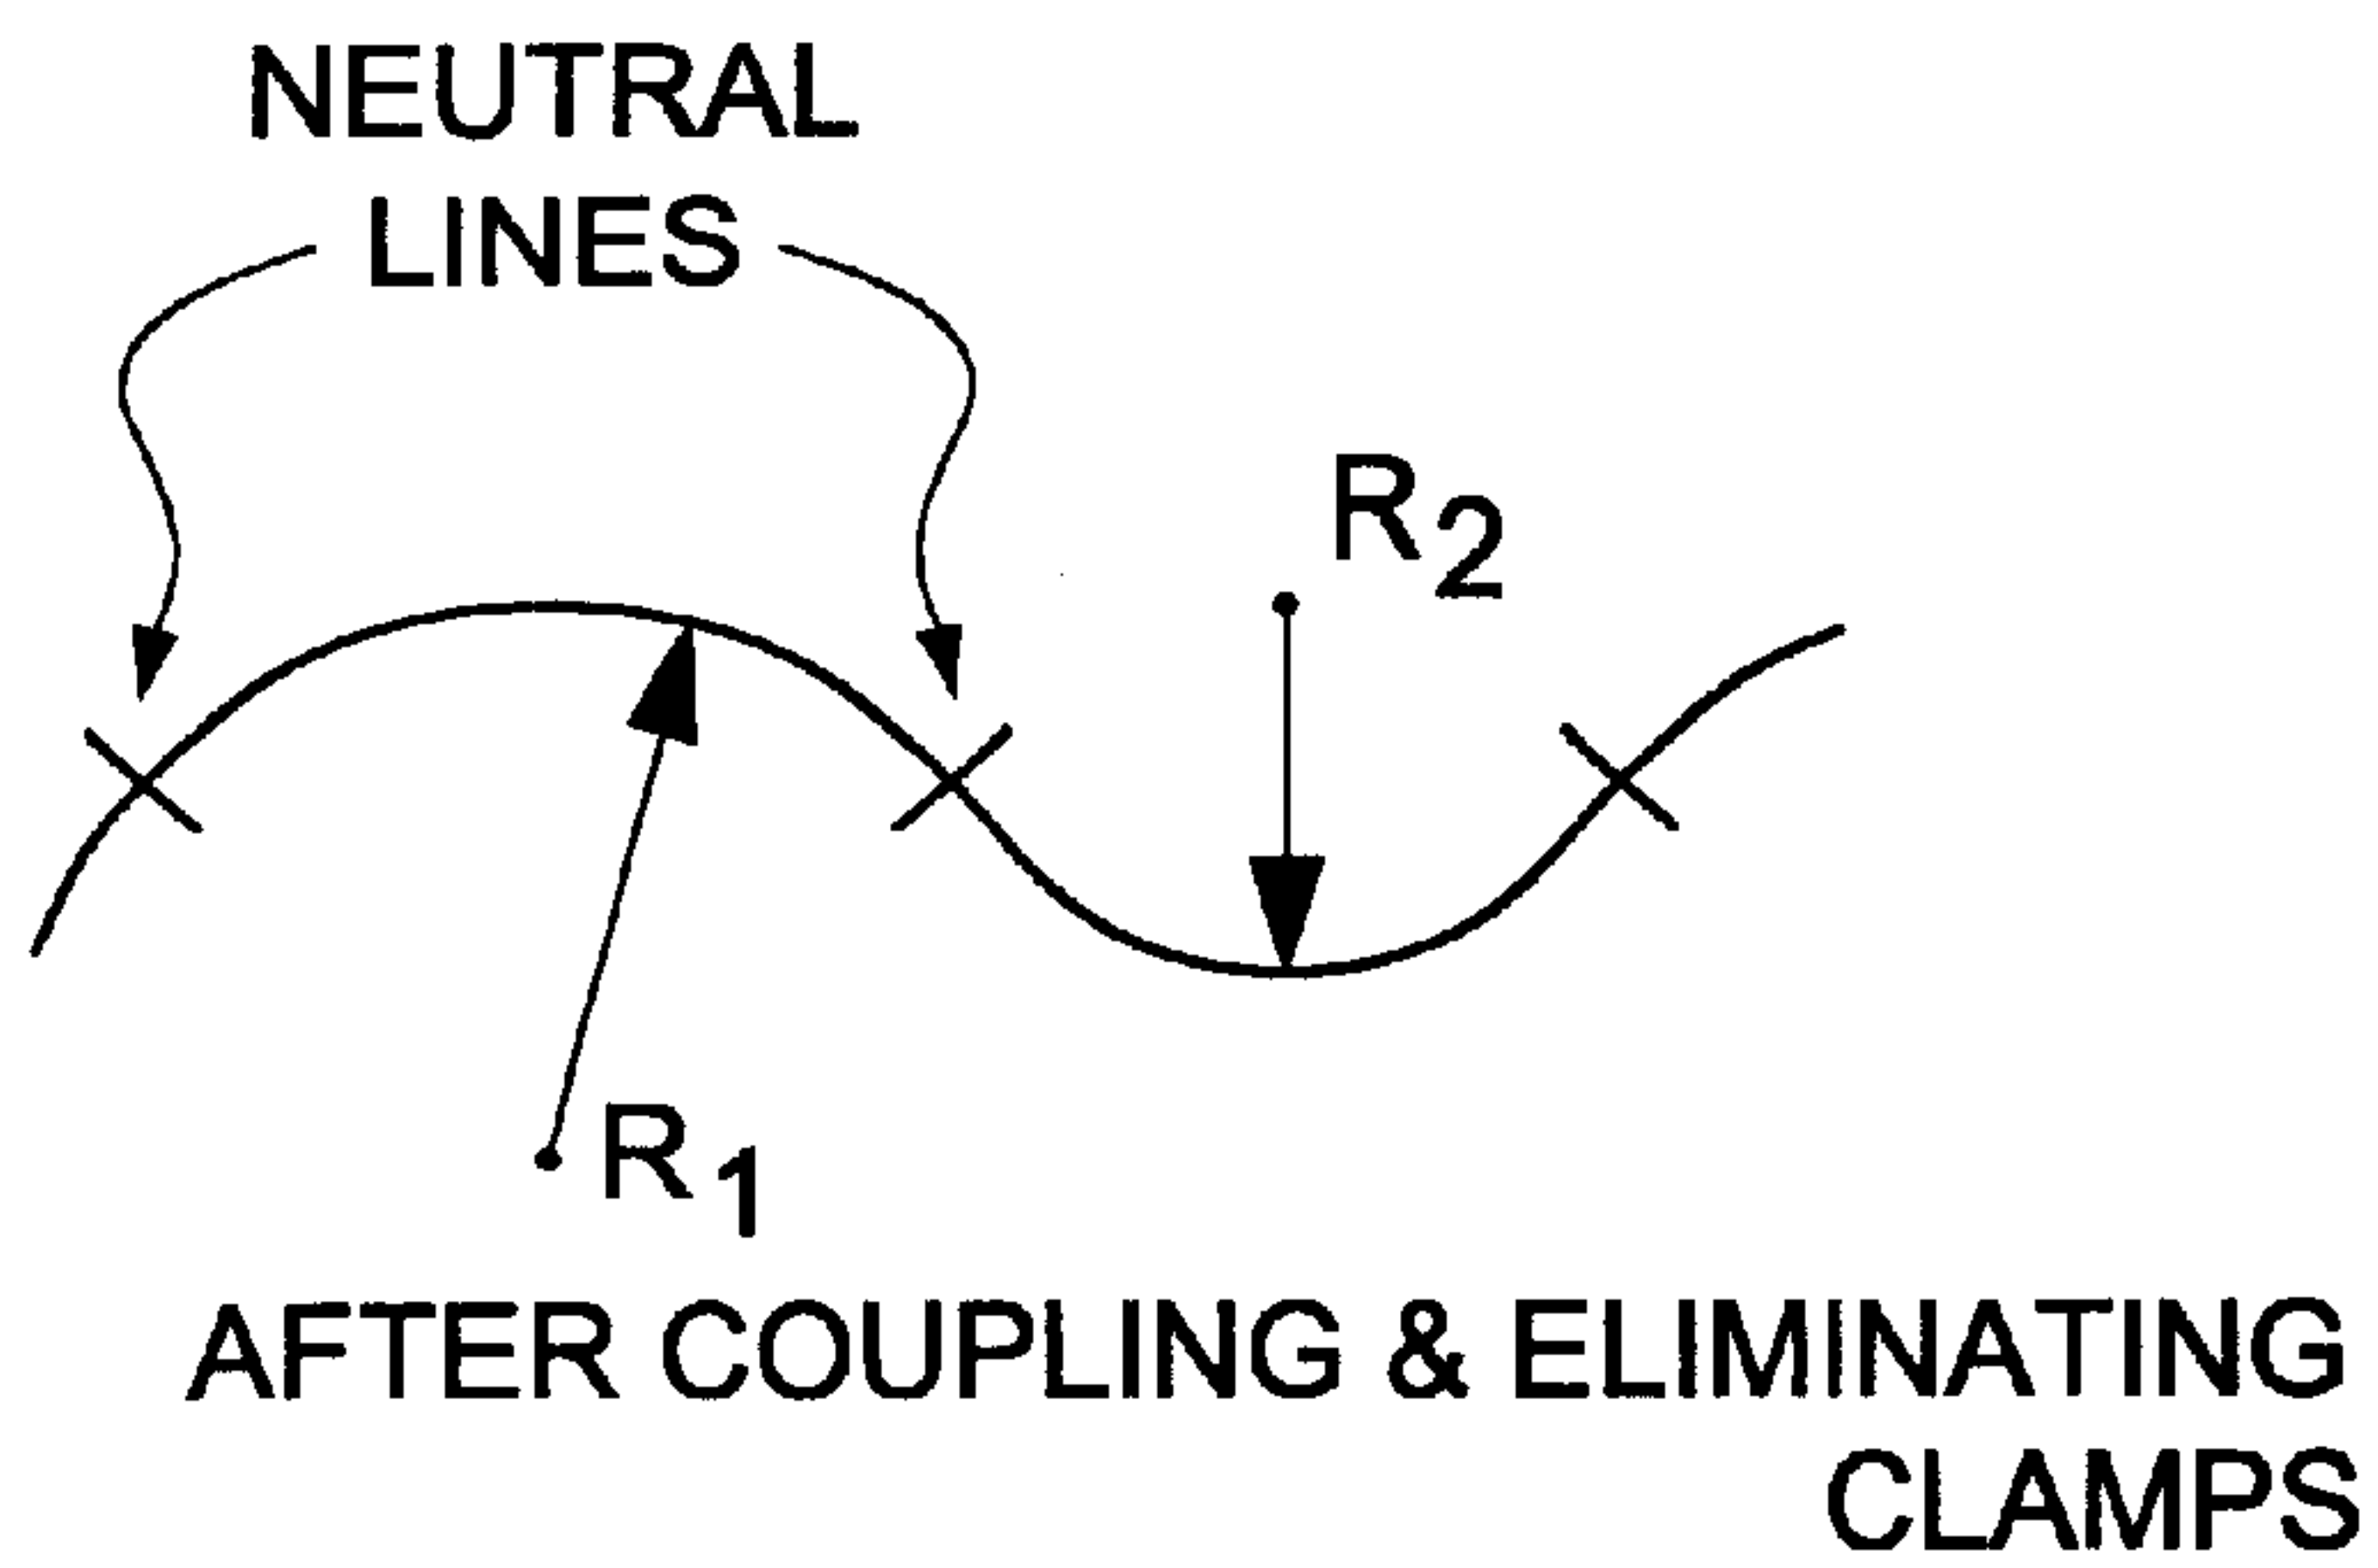 NEUTRAL
LINES
R2
R1
AFTER COUPLING & ELIMINATING
CLAMPS